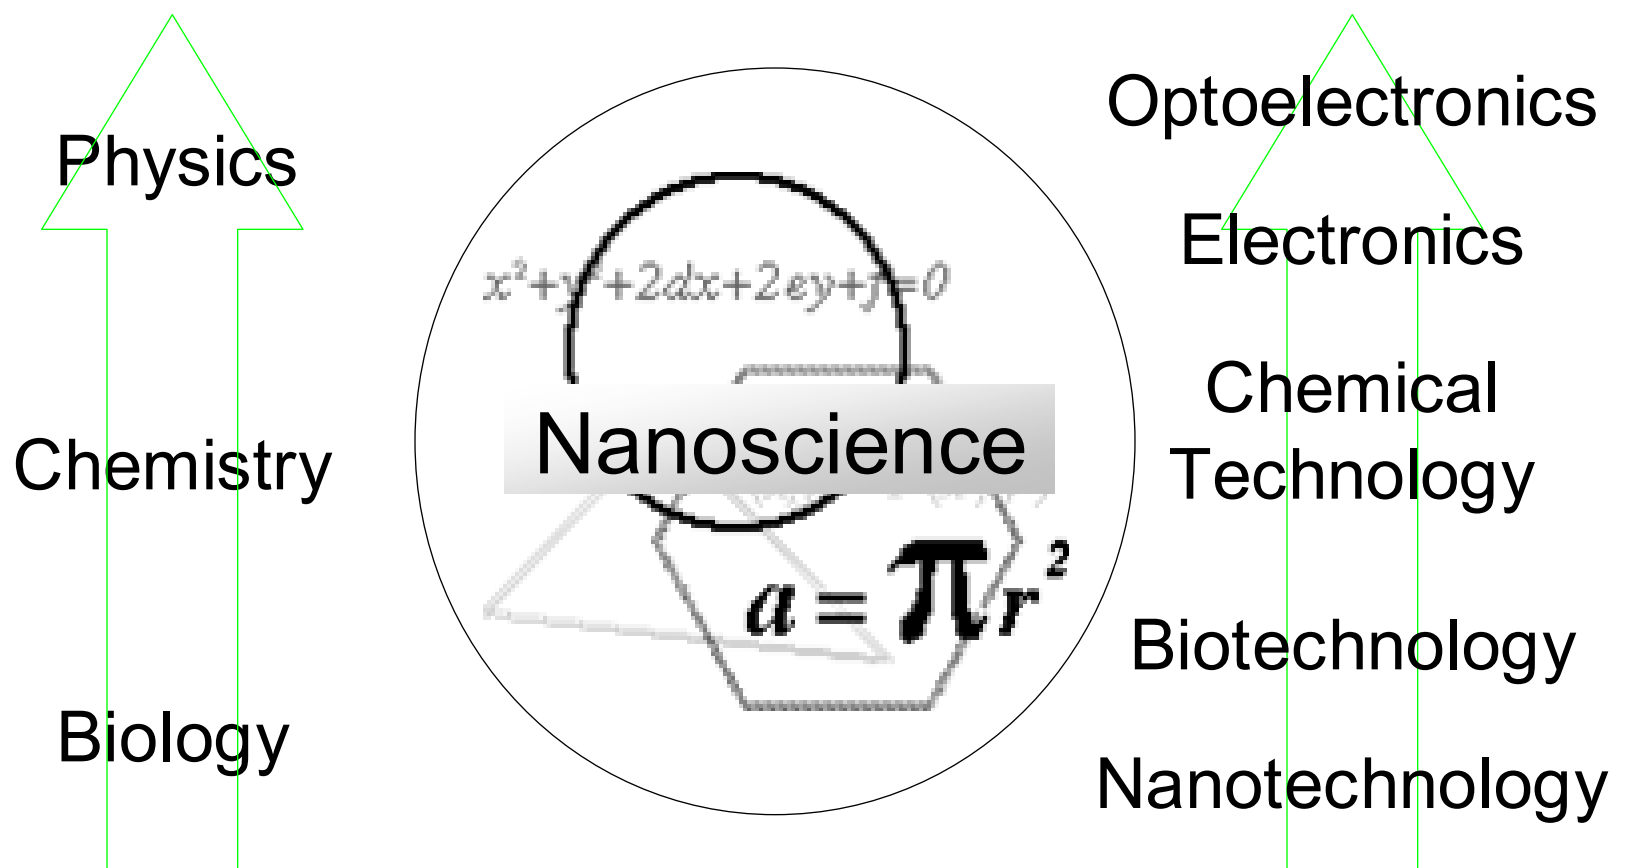 Physics
Chemistry
Biology
x²+y²+2dx+2ey+f=0
Nanoscience
a=πr²
Optoelectronics
Electronics
Chemical
Technology
Biotechnology
Nanotechnology